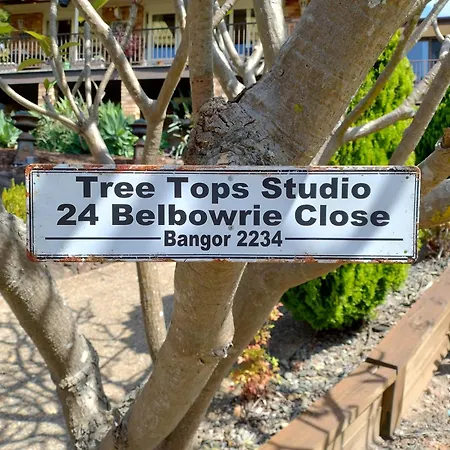 Tree Tops Studio
24 Belbowrie Close
Bangor 2234